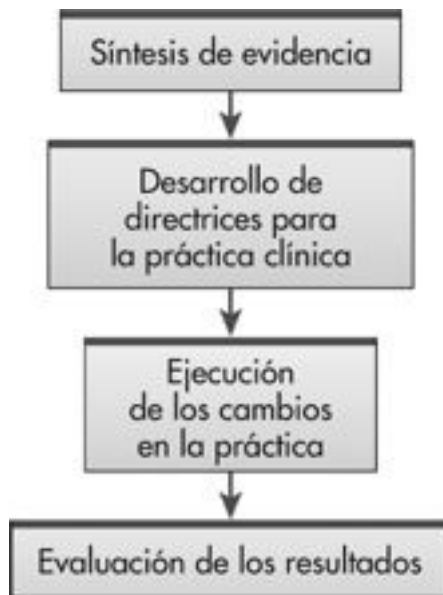 Síntesis de evidencia
Desarrollo de
directrices para
la práctica clínica
Ejecución
de los cambios
en la práctica
Evaluación de los resultados